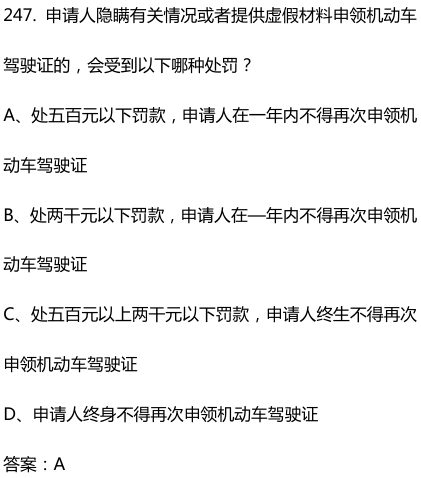 247. 申请人隐瞒有关情况或者提供虚假材料申领机动车
驾驶证的，会受到以下哪种处罚？
A、处五百元以下罚款，申请人在一年内不得再次申领机
动车驾驶证
B、处两干元以下罚款，申请人在—年内不得再次申领机
动车驾驶证
C、处五百元以上两干元以下罚款，申请人终生不得再次
申领机动车驾驶证
D、申请人终身不得再次申领机动车驾驶证
答案：A